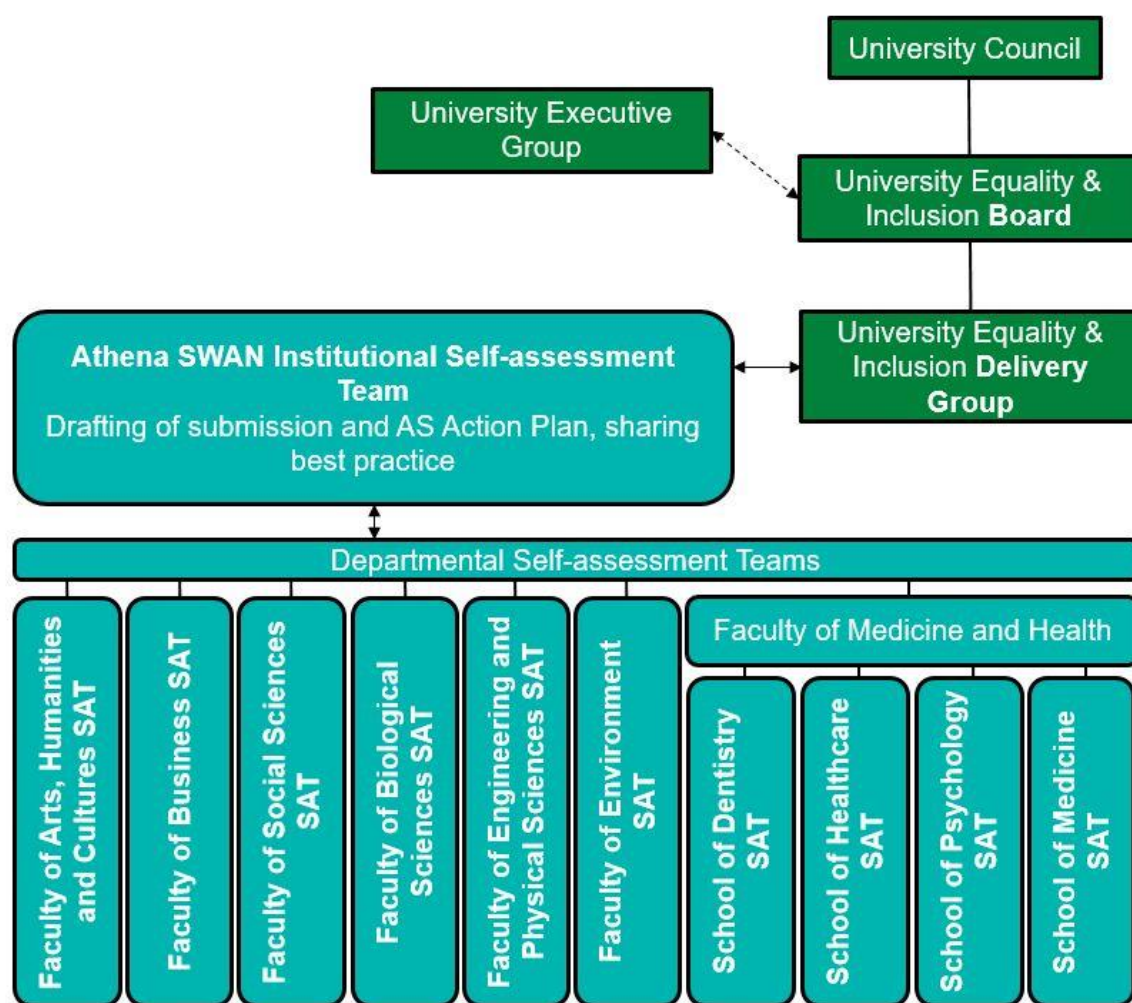 University Council
University Executive
Group
University Equality &
Inclusion Board
University Equality &
Inclusion Delivery
Group
Athena SWAN Institutional Self-assessment
Team
Drafting of submission and AS Action Plan, sharing
best practice
Departmental Self-assessment Teams
Faculty of Arts, Humanities
and Cultures SAT
Faculty of Business SAT
Faculty of Social Sciences
SAT
Faculty of Biological
Sciences SAT
Faculty of Engineering and
Physical Sciences SAT
Faculty of Environment
SAT
Faculty of Medicine and Health
School of Dentistry
SAT
School of Healthcare
SAT
School of Psychology
SAT
School of Medicine
SAT